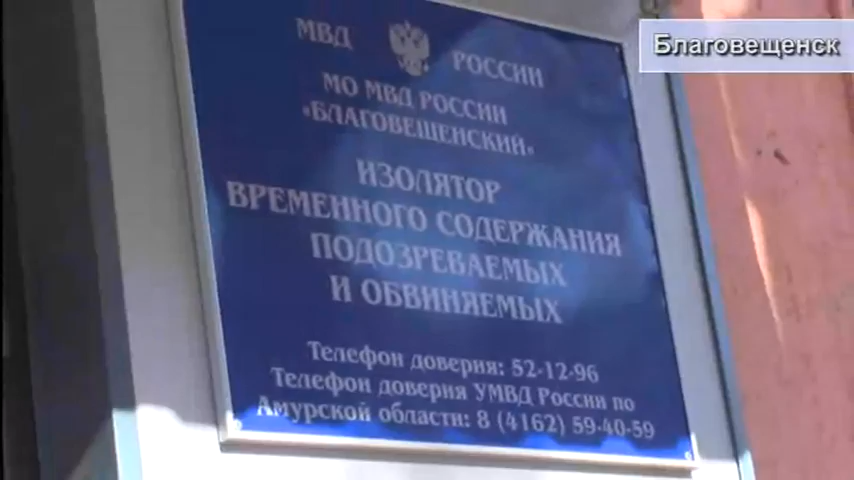 Благовещенск
МВД РОССИИ
МО МВД РОССИИ
«БЛАГОВЕЩЕНСКИЙ»
ИЗОЛЯТОР
ВРЕМЕННОГО СОДЕРЖАНИЯ
ПОДОЗРЕВАЕМЫХ
И ОБВИНЯЕМЫХ
Телефон доверия: 52-12-96
Телефон доверия УМВД России по
Амурской области: 8 (4162) 59-40-59